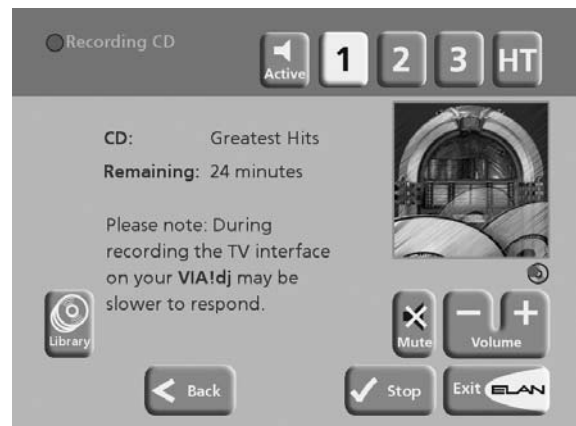 Recording CD
Active
1
2
3
HT
CD: Greatest Hits
Remaining: 24 minutes
Please note: During
recording the TV interface
on your VIA!dj may be
slower to respond.
Library
Mute
Volume
Back
Stop
Exit ELAN